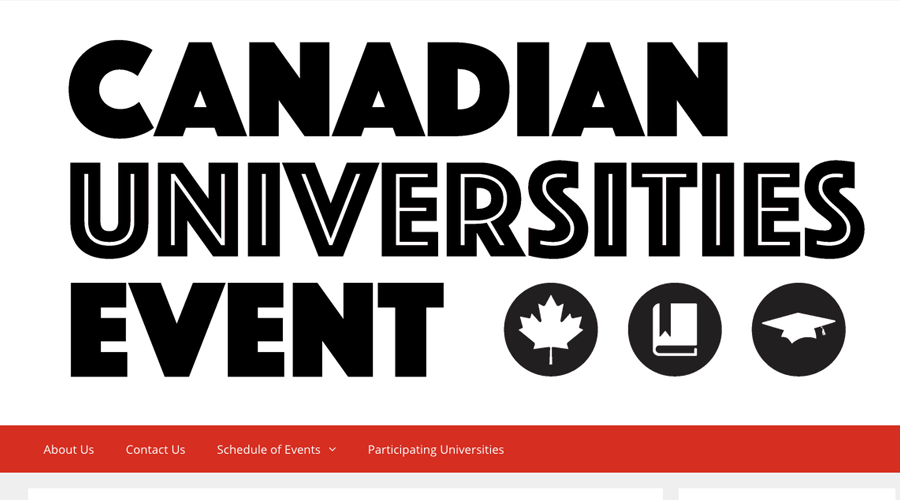 CANADIAN
UNIVERSITIES
EVENT
About Us Contact Us Schedule of Events Participating Universities